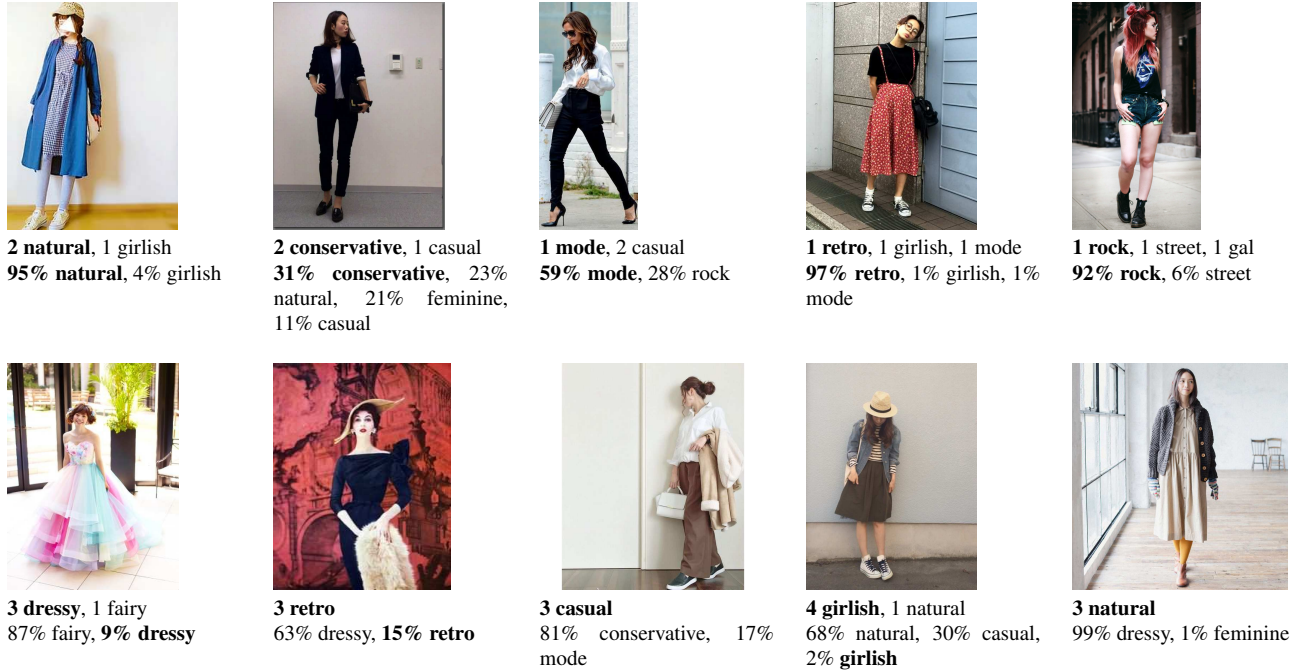 2 natural, 1 girlish
95% natural, 4% girlish
2 conservative, 1 casual
31% conservative, 23%
natural, 21% feminine,
11% casual
1 mode, 2 casual
59% mode, 28% rock
1 retro, 1 girlish, 1 mode
97% retro, 1% girlish, 1%
mode
1 rock, 1 street, 1 gal
92% rock, 6% street
3 dressy, 1 fairy
87% fairy, 9% dressy
3 retro
63% dressy, 15% retro
3 casual
81% conservative, 17%
mode
4 girlish, 1 natural
68% natural, 30% casual,
2% girlish
3 natural
99% dressy, 1% feminine